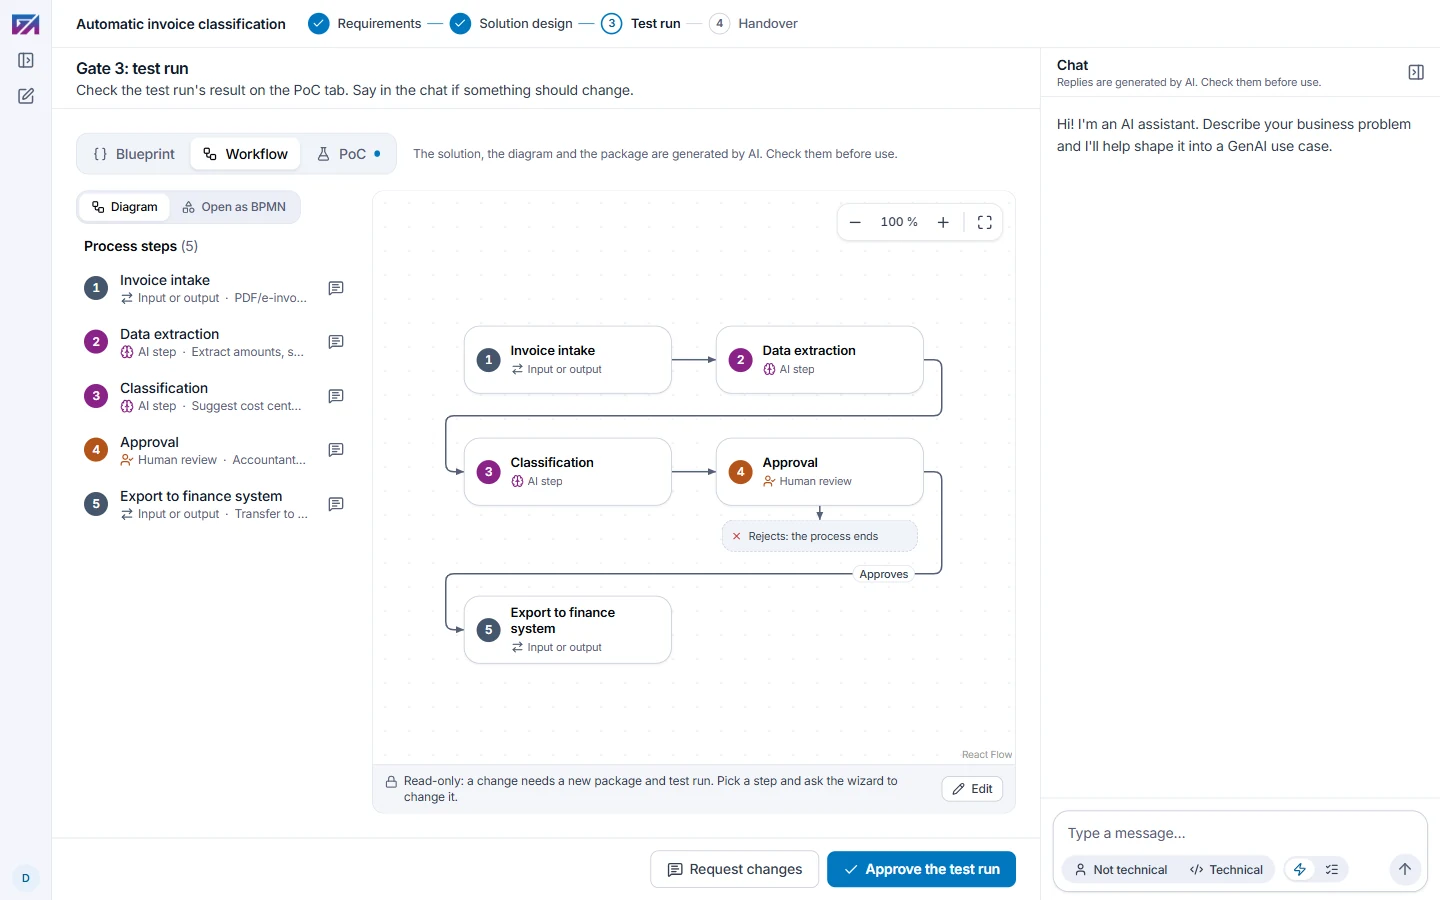 Automatic invoice classification
Requirements
Solution design
3 Test run
4 Handover
Gate 3: test run
Check the test run's result on the PoC tab. Say in the chat if something should change.
Chat
Replies are generated by AI. Check them before use.
Hi! I'm an AI assistant. Describe your business problem
and I'll help shape it into a GenAI use case.
{} Blueprint
Workflow
PoC
The solution, the diagram and the package are generated by AI. Check them before use.
Diagram
Open as BPMN
Process steps (5)
1 Invoice intake
Input or output · PDF/e-invo...
2 Data extraction
AI step · Extract amounts, s...
3 Classification
AI step · Suggest cost cent...
4 Approval
Human review · Accountant...
5 Export to finance system
Input or output · Transfer to ...
100 %
1 Invoice intake
Input or output
2 Data extraction
AI step
3 Classification
AI step
4 Approval
Human review
Rejects: the process ends
Approves
5 Export to finance
system
Input or output
React Flow
Read-only: a change needs a new package and test run. Pick a step and ask the wizard to
change it.
Edit
Request changes
Approve the test run
Type a message...
Not technical
Technical
D